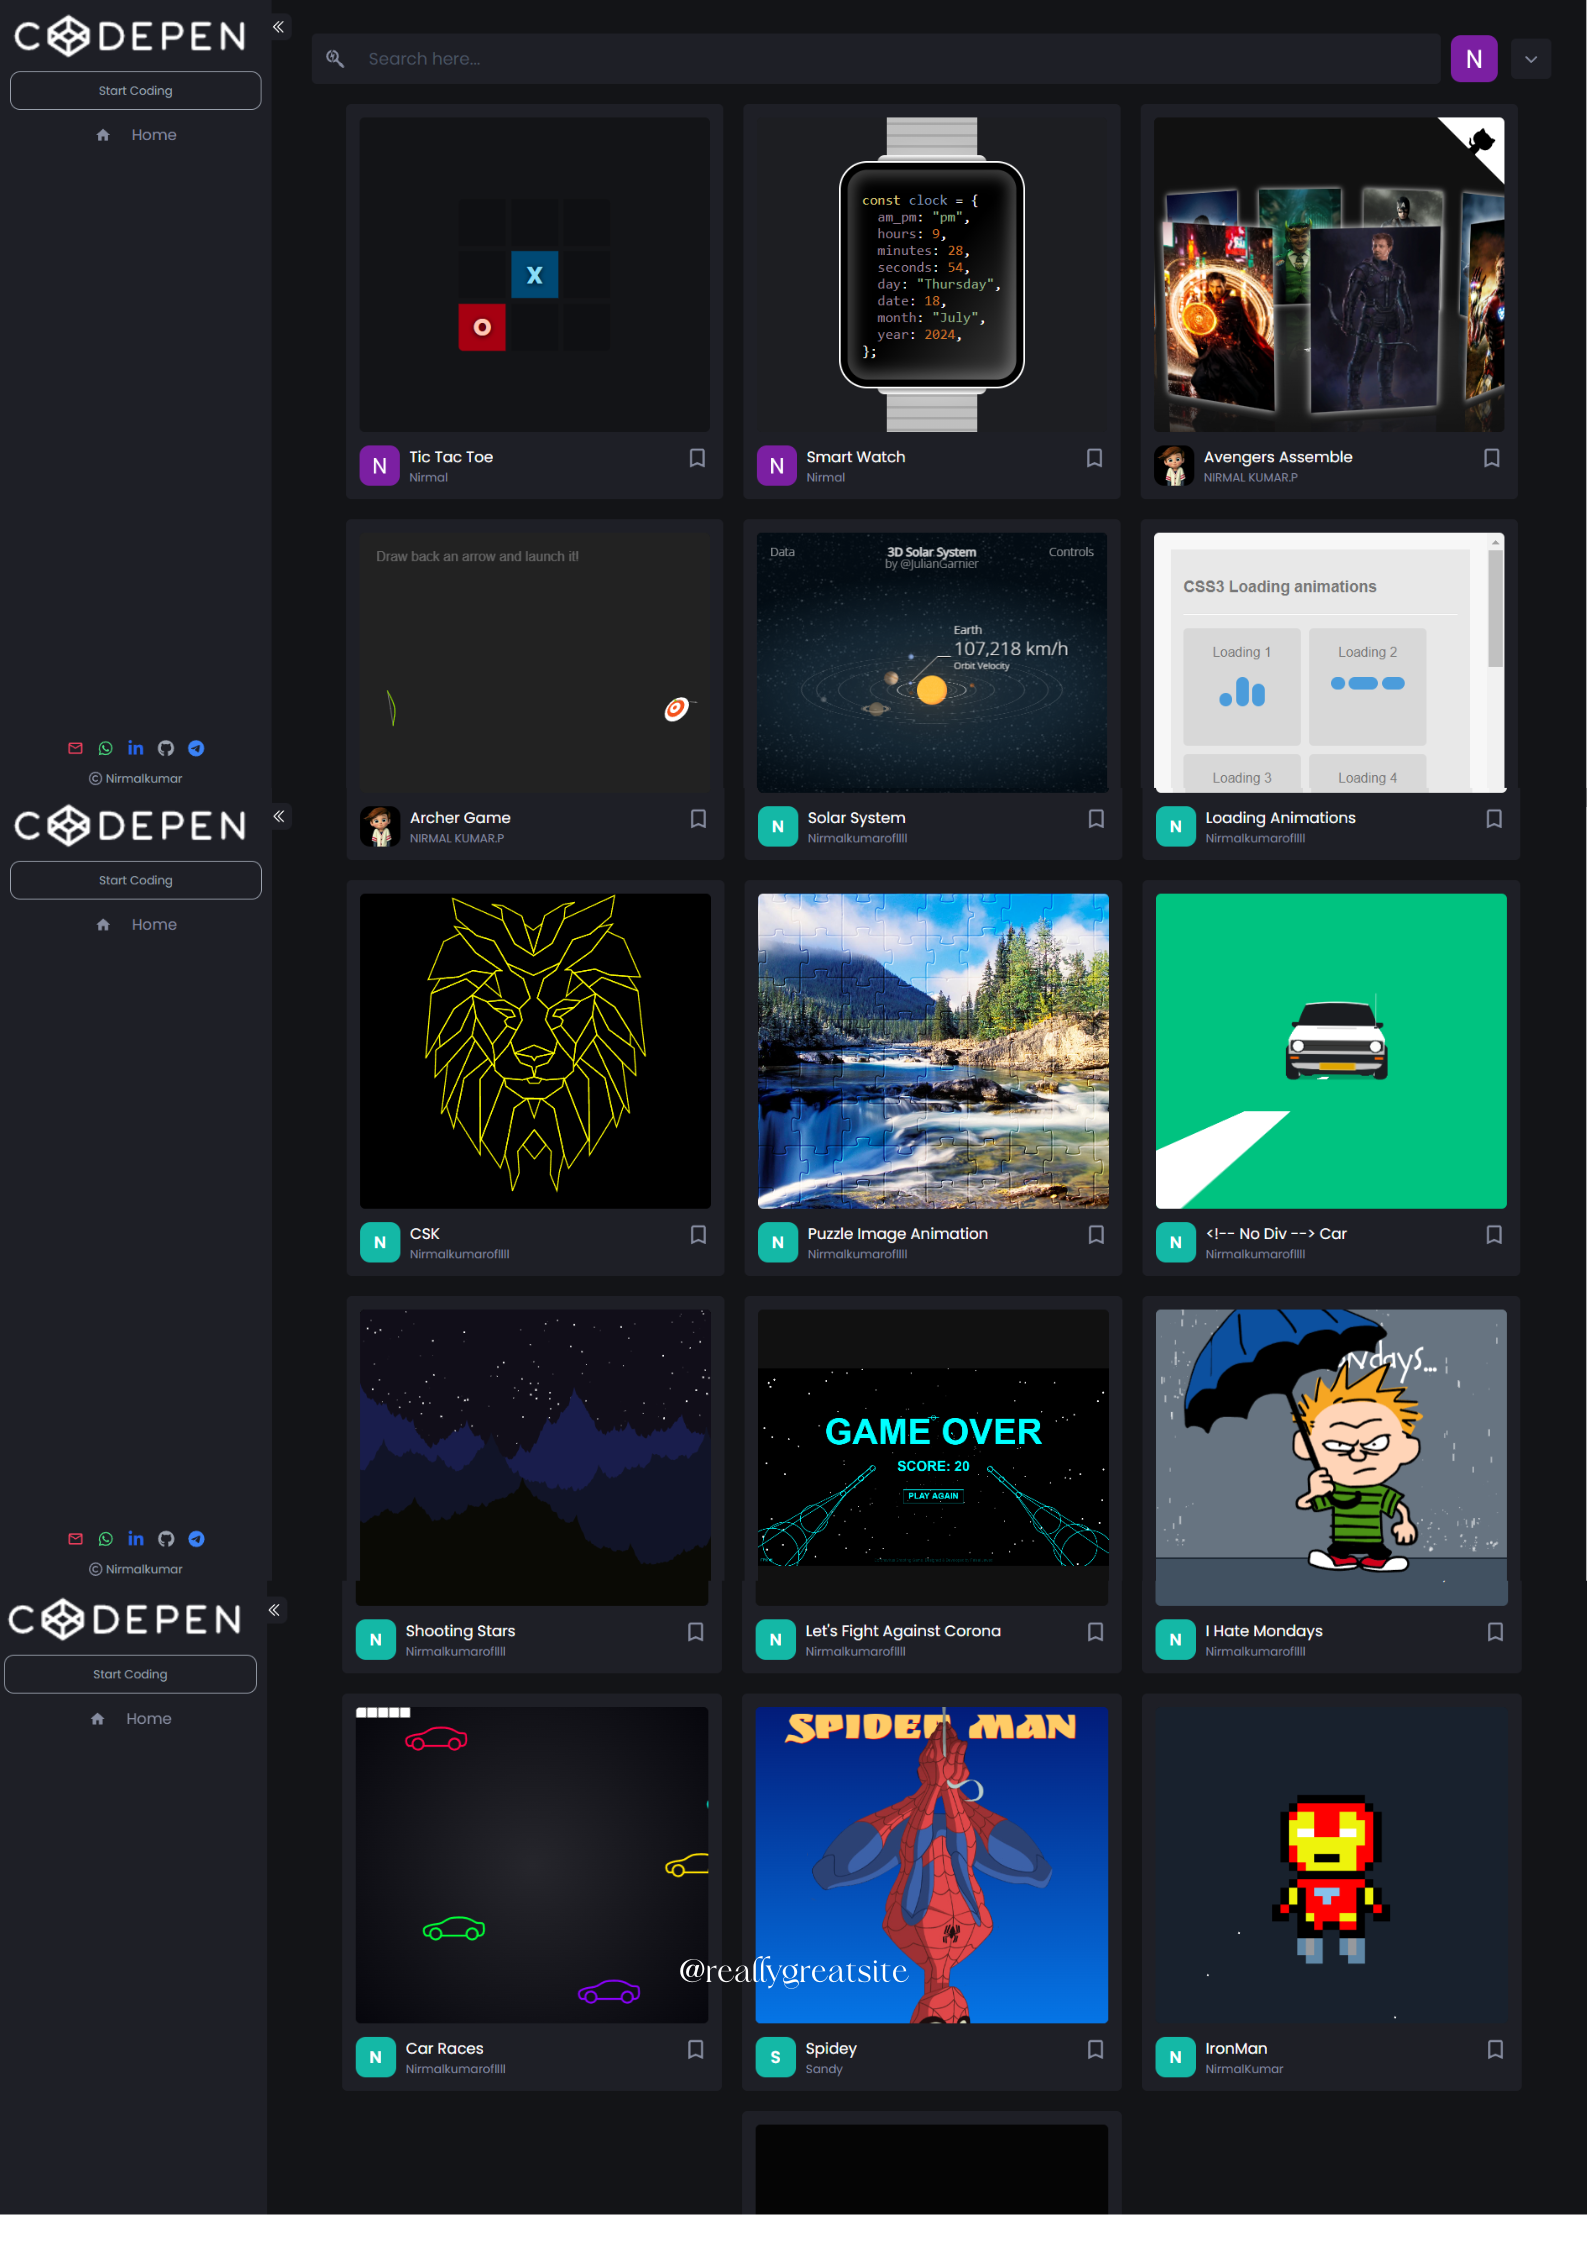 CODEPEN
Start Coding
Home
Search here...
N
X
O
const clock = {
am_pm: "pm",
hours: 9,
minutes: 28,
seconds: 54,
day: "Thursday",
date: 18,
month: "July",
year: 2024,
};
N
Tic Tac Toe
Nirmal
N
Smart Watch
Nirmal
Avengers Assemble
NIRMAL KUMAR.P
Draw back an arrow and launch it!
Data
3D Solar System
by @JulianGarnier
Controls
Earth
107,218 km/h
Orbit Velocity
CSS3 Loading animations
Loading 1
Loading 2
Loading 3
Loading 4
in
© Nirmalkumar
CODEPEN
Start Coding
Home
Archer Game
NIRMAL KUMAR.P
N
Solar System
Nirmalkumarofllll
N
Loading Animations
Nirmalkumarofllll
N
CSK
Nirmalkumarofllll
N
Puzzle Image Animation
Nirmalkumarofllll
N
<!-- No Div --> Car
Nirmalkumarofllll
GAME OVER
SCORE: 20
PLAY AGAIN
ndays...
in
© Nirmalkumar
CODEPEN
Start Coding
Home
N
Shooting Stars
Nirmalkumarofllll
N
Let's Fight Against Corona
Nirmalkumarofllll
N
I Hate Mondays
Nirmalkumarofllll
SPIDER MAN
@reallygreatsite
N
Car Races
Nirmalkumarofllll
S
Spidey
Sandy
N
IronMan
NirmalKumar